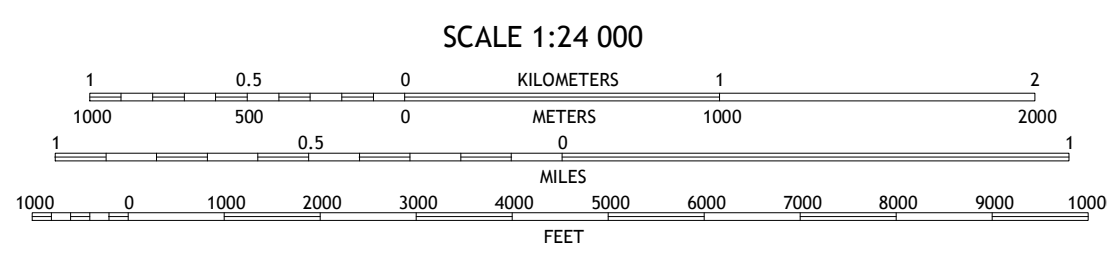 SCALE 1:24 000
1 0.5 0 KILOMETERS 1 2
1000 500 0 METERS 1000 2000
1 0.5 0 1
MILES
1000 0 1000 2000 3000 4000 5000 6000 7000 8000 9000 1000
FEET